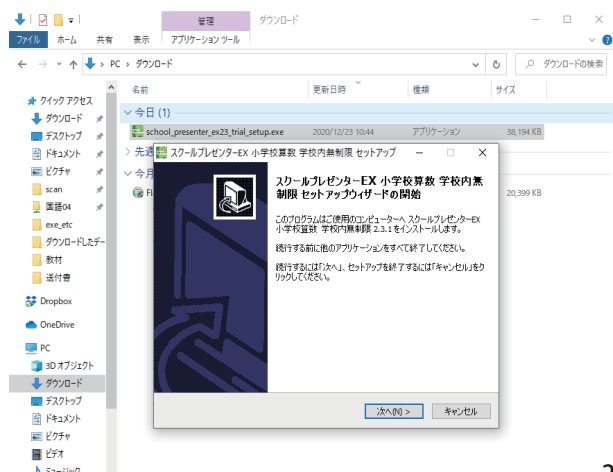 管理
ダウンロード
ファイル ホーム 共有 表示 アプリケーション ツール
PC › ダウンロード
ダウンロードの検索
名前 更新日時 種類 サイズ
クイック アクセス
ダウンロード
デスクトップ
ドキュメント
ピクチャ
scan
国語04
exe_etc
ダウンロードしたデー
教材
送付書
Dropbox
OneDrive
PC
3D オブジェクト
ダウンロード
デスクトップ
ドキュメント
ピクチャ
ビデオ
ミュージック
今日 (1)
school_presenter_ex23_trial_setup.exe 2020/12/23 10:44 アプリケーション 38,194 KB
先週
今月
20,399 KB
スクールプレゼンターEX 小学校算数 学校内無制限 セットアップ
スクールプレゼンターEX 小学校算数 学校内無
制限 セットアップウィザードの開始
このプログラムはご使用のコンピューターへ スクールプレゼンターEX
小学校算数 学校内無制限 2.3.1 をインストールします。
続行する前に他のアプリケーションをすべて終了してください。
続行するには「次へ」、セットアップを終了するには「キャンセル」をク
リックしてください。
次へ(N) >
キャンセル
2